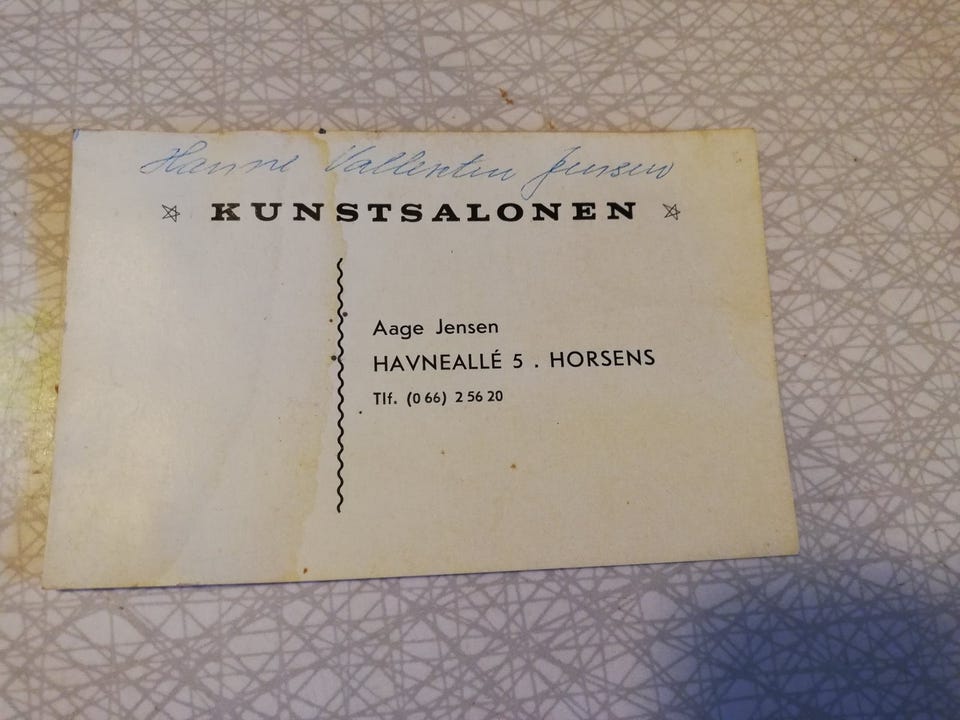 Hanne Vallentin Jensen
KUNSTSALONEN
Aage Jensen
HAVNEALLÉ 5 . HORSENS
Tlf. (0 66) 2 56 20